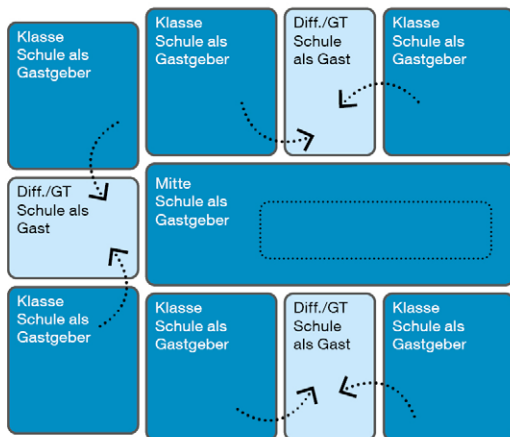 Klasse
Schule als
Gastgeber
Klasse
Schule als
Gastgeber
Diff./GT
Schule
als Gast
Klasse
Schule als
Gastgeber
Diff./GT
Schule als
Gast
Mitte
Schule als
Gastgeber
Klasse
Schule als
Gastgeber
Klasse
Schule als
Gastgeber
Diff./GT
Schule
als Gast
Klasse
Schule als
Gastgeber